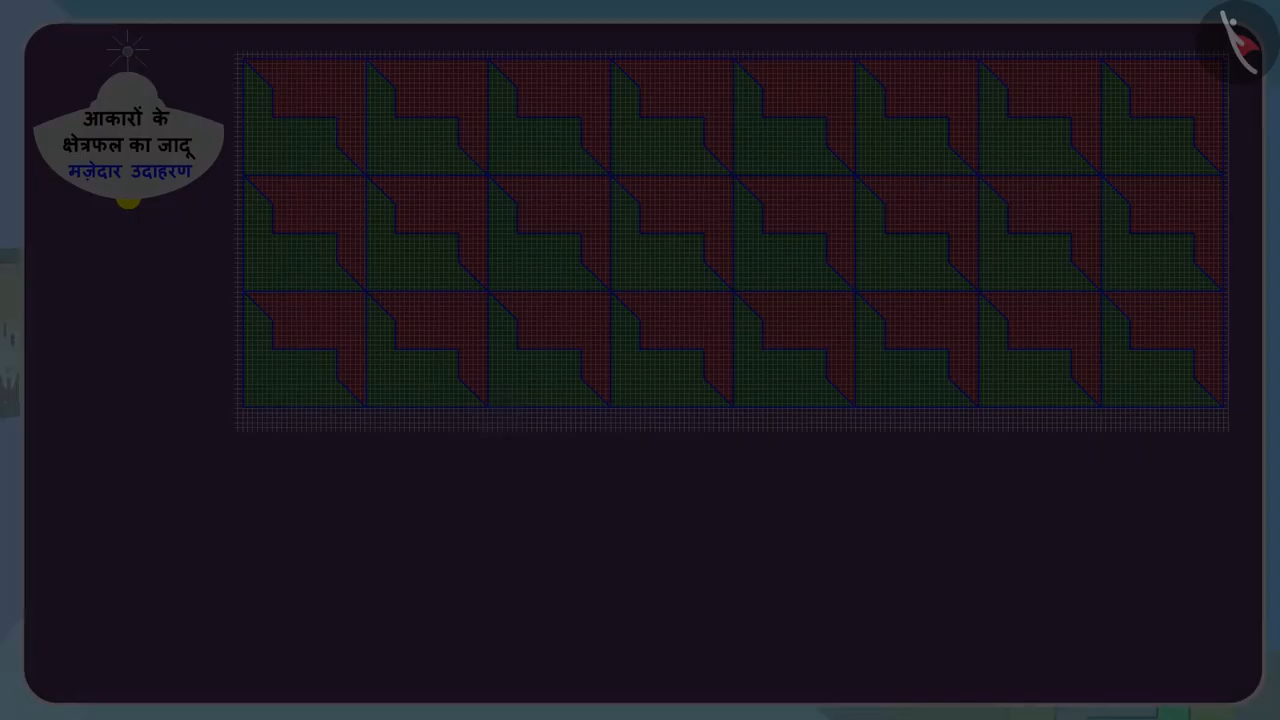 आकारों के
क्षेत्रफल का जादू
मज़ेदार उदाहरण